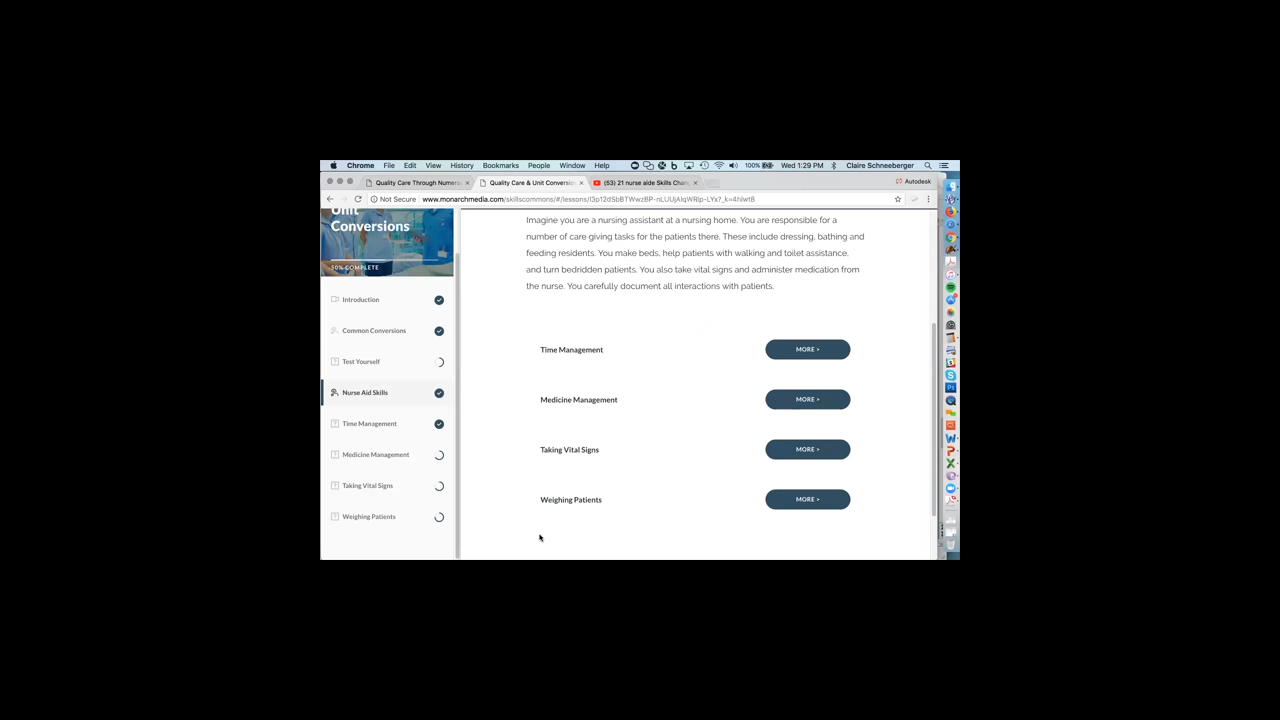 Chrome File Edit View History Bookmarks People Window Help 100% Wed 1:29 PM Claire Schneeberger
Quality Care Through Numera Quality Care & Unit Conversion (53) 21 nurse aide Skills Chan Autodesk
Not Secure www.monarchmedia.com/skillscommons/#/lessons/
Unit
Conversions
50% COMPLETE
Introduction
Common Conversions
Test Yourself
Nurse Aid Skills
Time Management
Medicine Management
Taking Vital Signs
Weighing Patients
Imagine you are a nursing assistant at a nursing home. You are responsible for a
number of care giving tasks for the patients there. These include dressing, bathing and
feeding residents. You make beds, help patients with walking and toilet assistance,
and turn bedridden patients. You also take vital signs and administer medication from
the nurse. You carefully document all interactions with patients.
Time Management MORE >
Medicine Management MORE >
Taking Vital Signs MORE >
Weighing Patients MORE >